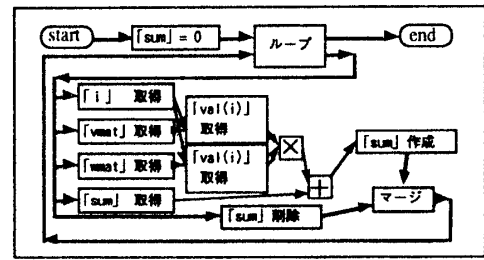 start
「sum」= 0
ループ
end
「i」 取得
「vmat」取得
「wmat」取得
「sum」 取得
「val(i)」
取得
「val(i)」
取得
×
+
「sum」作成
「sum」削除
マージ